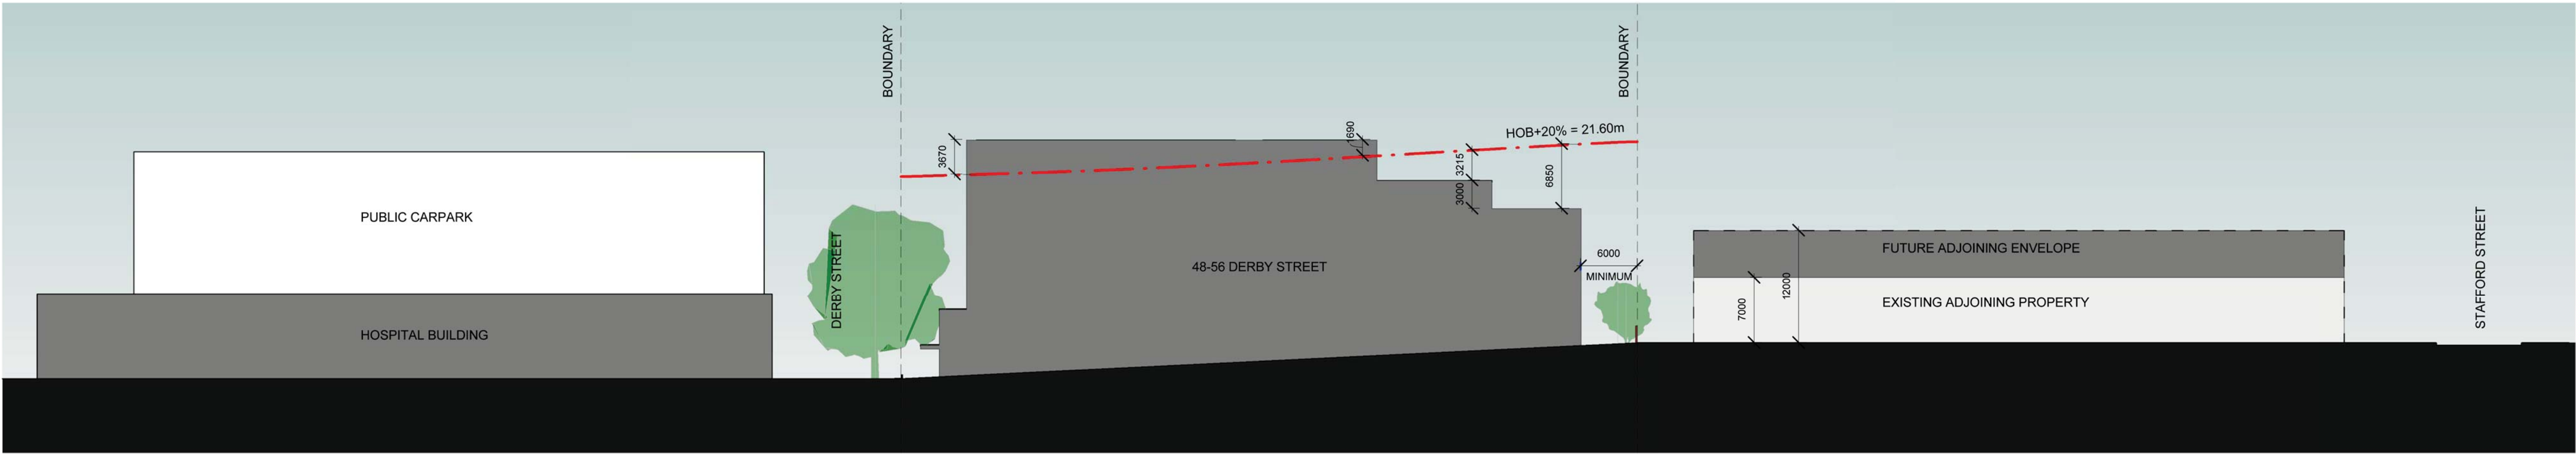 BOUNDARY
BOUNDARY
HOB+20% = 21.60m
3670
1690
3215
3000
6850
PUBLIC CARPARK
HOSPITAL BUILDING
DERBY STREET
48-56 DERBY STREET
6000
MINIMUM
FUTURE ADJOINING ENVELOPE
EXISTING ADJOINING PROPERTY
7000
12000
STAFFORD STREET